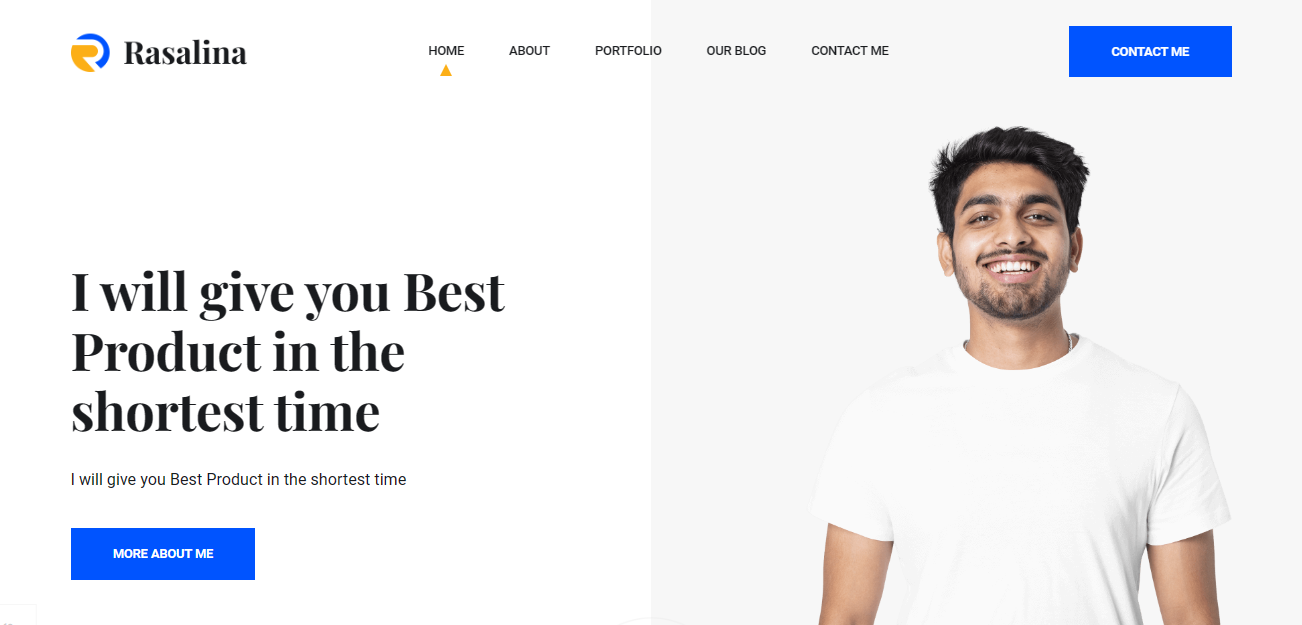 Rasalina
HOME
ABOUT
PORTFOLIO
OUR BLOG
CONTACT ME
CONTACT ME
I will give you Best
Product in the
shortest time
I will give you Best Product in the shortest time
MORE ABOUT ME